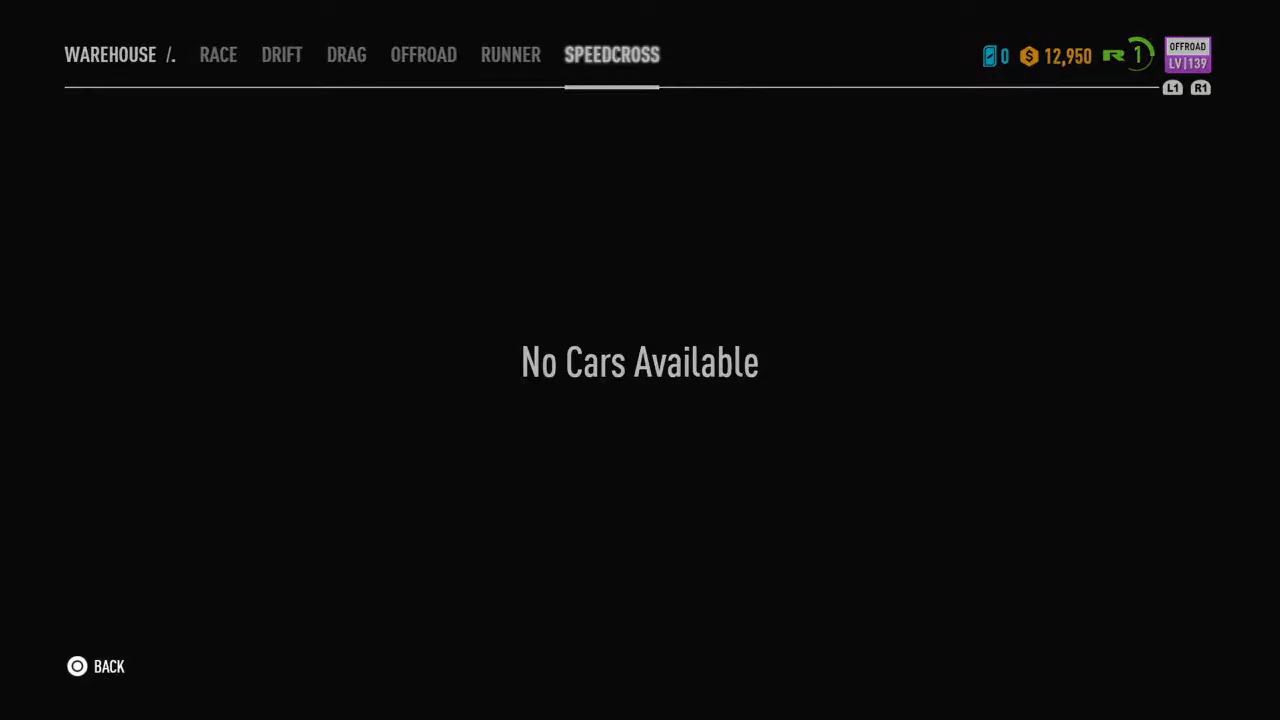 WAREHOUSE /. RACE DRIFT DRAG OFFROAD RUNNER SPEEDCROSS 0 12,950 R 1 OFFROAD
LV|139
L1 R1
No Cars Available
BACK